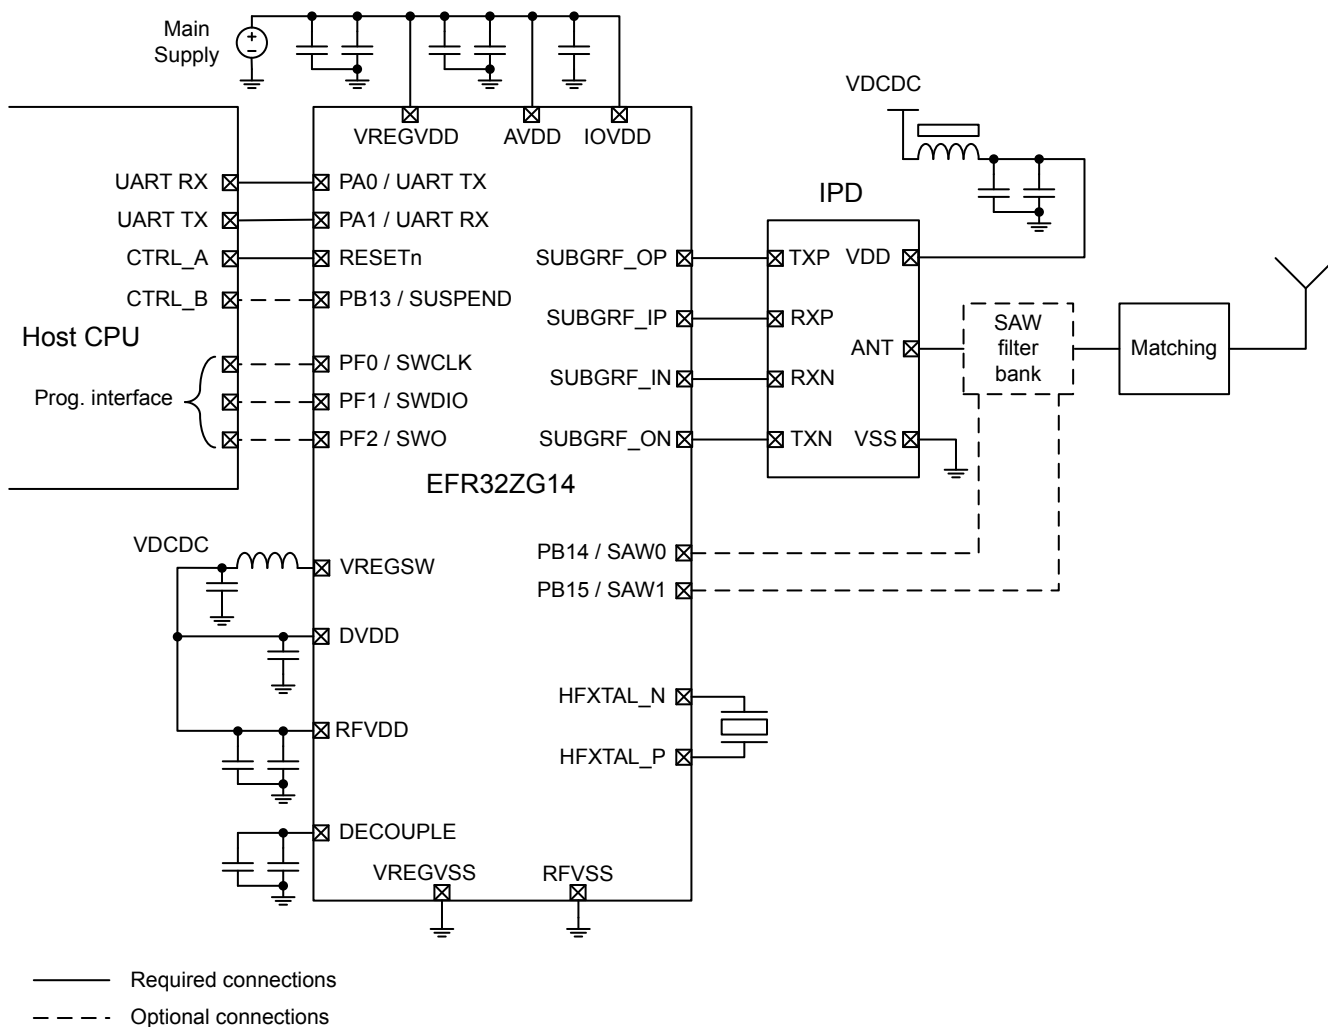 Main
Supply
VDCDC
VREGVDD
AVDD
IOVDD
UART RX
PA0 / UART TX
UART TX
PA1 / UART RX
CTRL_A
RESETn
CTRL_B
PB13 / SUSPEND
Host CPU
PF0 / SWCLK
Prog. interface
PF1 / SWDIO
PF2 / SWO
SUBGRF_OP
SUBGRF_IP
SUBGRF_IN
SUBGRF_ON
EFR32ZG14
IPD
TXP
VDD
RXP
ANT
RXN
TXN
VSS
SAW
filter
bank
Matching
PB14 / SAW0
PB15 / SAW1
VDCDC
VREGSW
DVDD
RFVDD
HFXTAL_N
HFXTAL_P
DECOUPLE
VREGVSS
RFVSS
Required connections
Optional connections